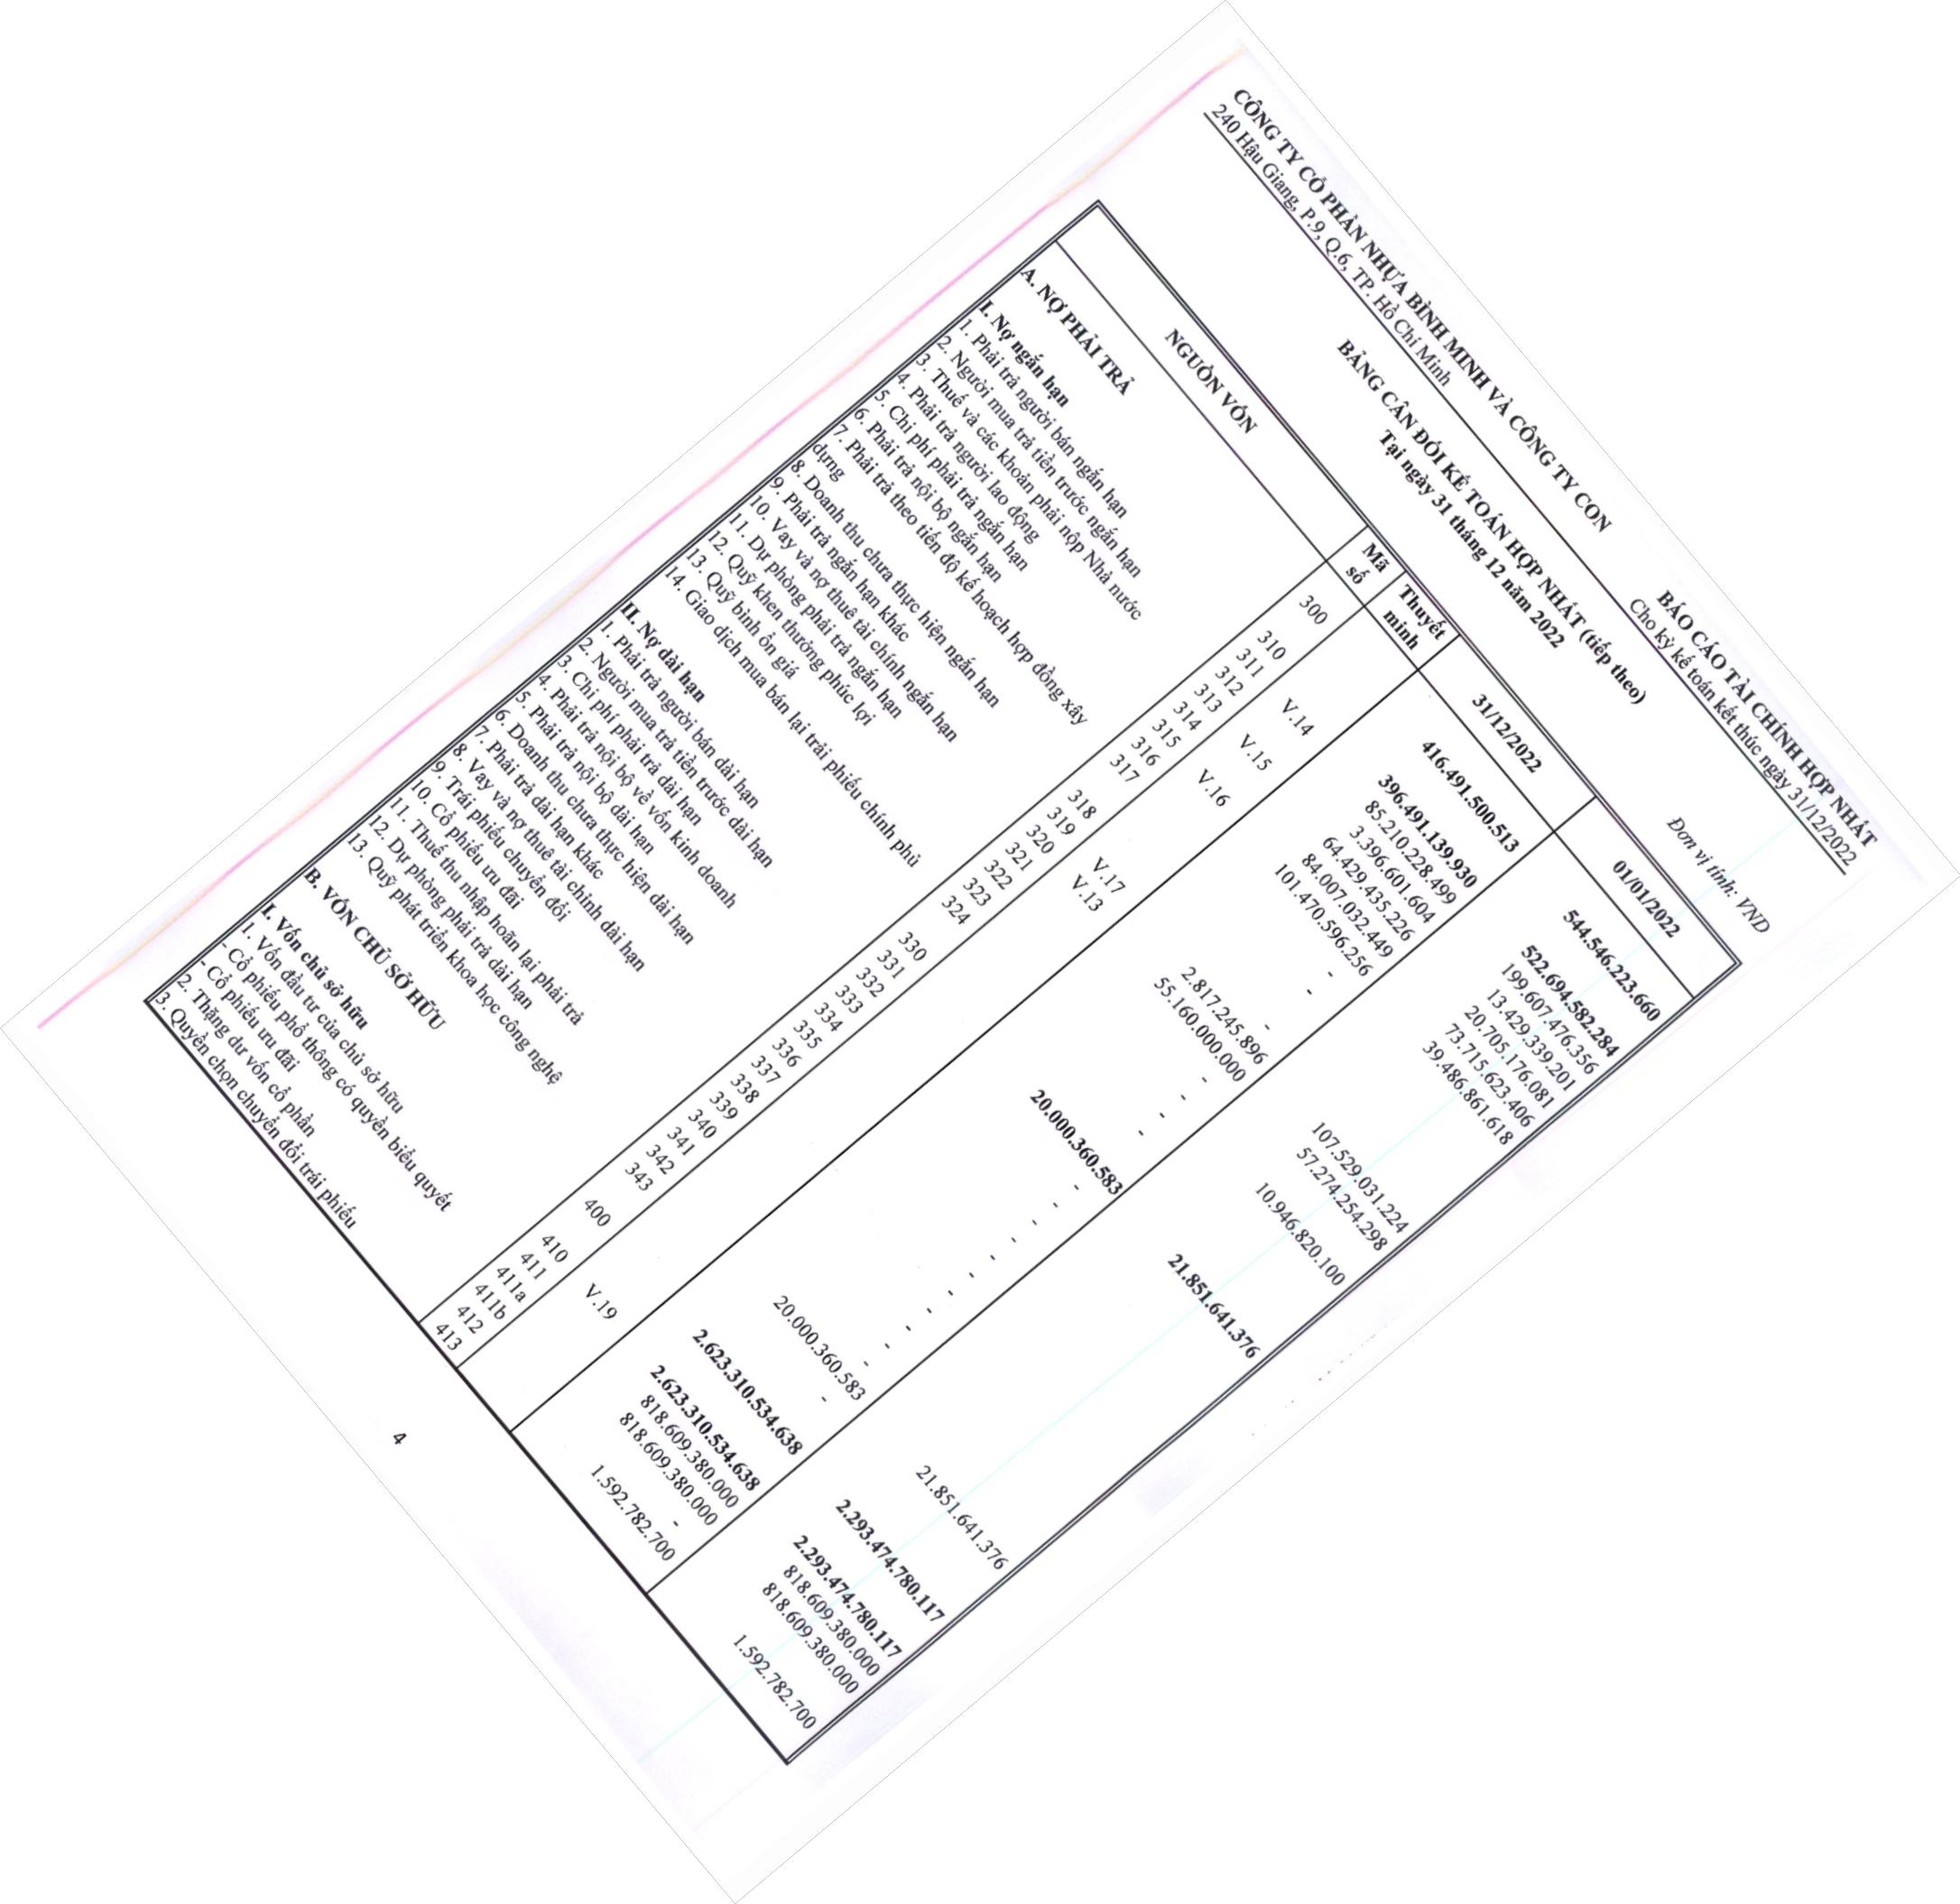 CÔNG TY CỔ PHẦN NHỰA BÌNH MINH VÀ CÔNG TY CON
240 Hậu Giang, P.9, Q.6, TP. Hồ Chí Minh
BÁO CÁO TÀI CHÍNH HỢP NHẤT
Cho kỳ kế toán kết thúc ngày 31/12/2022
BẢNG CÂN ĐỐI KẾ TOÁN HỢP NHẤT (tiếp theo)
Tại ngày 31 tháng 12 năm 2022
Đơn vị tính: VND
NGUỒN VỐN Mã số Thuyết minh 31/12/2022 01/01/2022
A. NỢ PHẢI TRẢ 300 416.491.500.513 544.546.223.660
I. Nợ ngắn hạn 310 396.491.139.930 522.694.582.284
1. Phải trả người bán ngắn hạn 311 V.14 85.210.228.499 199.607.476.356
2. Người mua trả tiền trước ngắn hạn 312 3.396.601.604 13.429.339.201
3. Thuế và các khoản phải nộp Nhà nước 313 V.15 64.429.435.226 20.705.176.081
4. Phải trả người lao động 314 84.007.032.449 73.715.623.406
5. Chi phí phải trả ngắn hạn 315 V.16 101.470.596.256 39.486.861.618
6. Phải trả nội bộ ngắn hạn 316 -
7. Phải trả theo tiến độ kế hoạch hợp đồng xây 317 -
dựng
8. Doanh thu chưa thực hiện ngắn hạn 318 -
9. Phải trả ngắn hạn khác 319 V.17 2.817.245.896 107.529.031.224
10. Vay và nợ thuê tài chính ngắn hạn 320 V.13 55.160.000.000 57.274.254.298
11. Dự phòng phải trả ngắn hạn 321 -
12. Quỹ khen thưởng phúc lợi 322 - 10.946.820.100
13. Quỹ bình ổn giá 323 -
14. Giao dịch mua bán lại trái phiếu chính phủ 324 -
II. Nợ dài hạn 330 20.000.360.583 21.851.641.376
1. Phải trả người bán dài hạn 331 -
2. Người mua trả tiền trước dài hạn 332 -
3. Chi phí phải trả dài hạn 333 -
4. Phải trả nội bộ về vốn kinh doanh 334 -
5. Phải trả nội bộ dài hạn 335 -
6. Doanh thu chưa thực hiện dài hạn 336 -
7. Phải trả dài hạn khác 337 -
8. Vay và nợ thuê tài chính dài hạn 338 -
9. Trái phiếu chuyển đổi 339 -
10. Cổ phiếu ưu đãi 340 -
11. Thuế thu nhập hoãn lại phải trả 341 -
12. Dự phòng phải trả dài hạn 342 20.000.360.583 21.851.641.376
13. Quỹ phát triển khoa học công nghệ 343 -
B. VỐN CHỦ SỞ HỮU 400 2.623.310.534.638 2.293.474.780.117
I. Vốn chủ sở hữu 410 V.19 2.623.310.534.638 2.293.474.780.117
1. Vốn đầu tư của chủ sở hữu 411 818.609.380.000 818.609.380.000
- Cổ phiếu phổ thông có quyền biểu quyết 411a 818.609.380.000 818.609.380.000
- Cổ phiếu ưu đãi 411b -
2. Thặng dư vốn cổ phần 412 1.592.782.700 1.592.782.700
3. Quyền chọn chuyển đổi trái phiếu 413
4